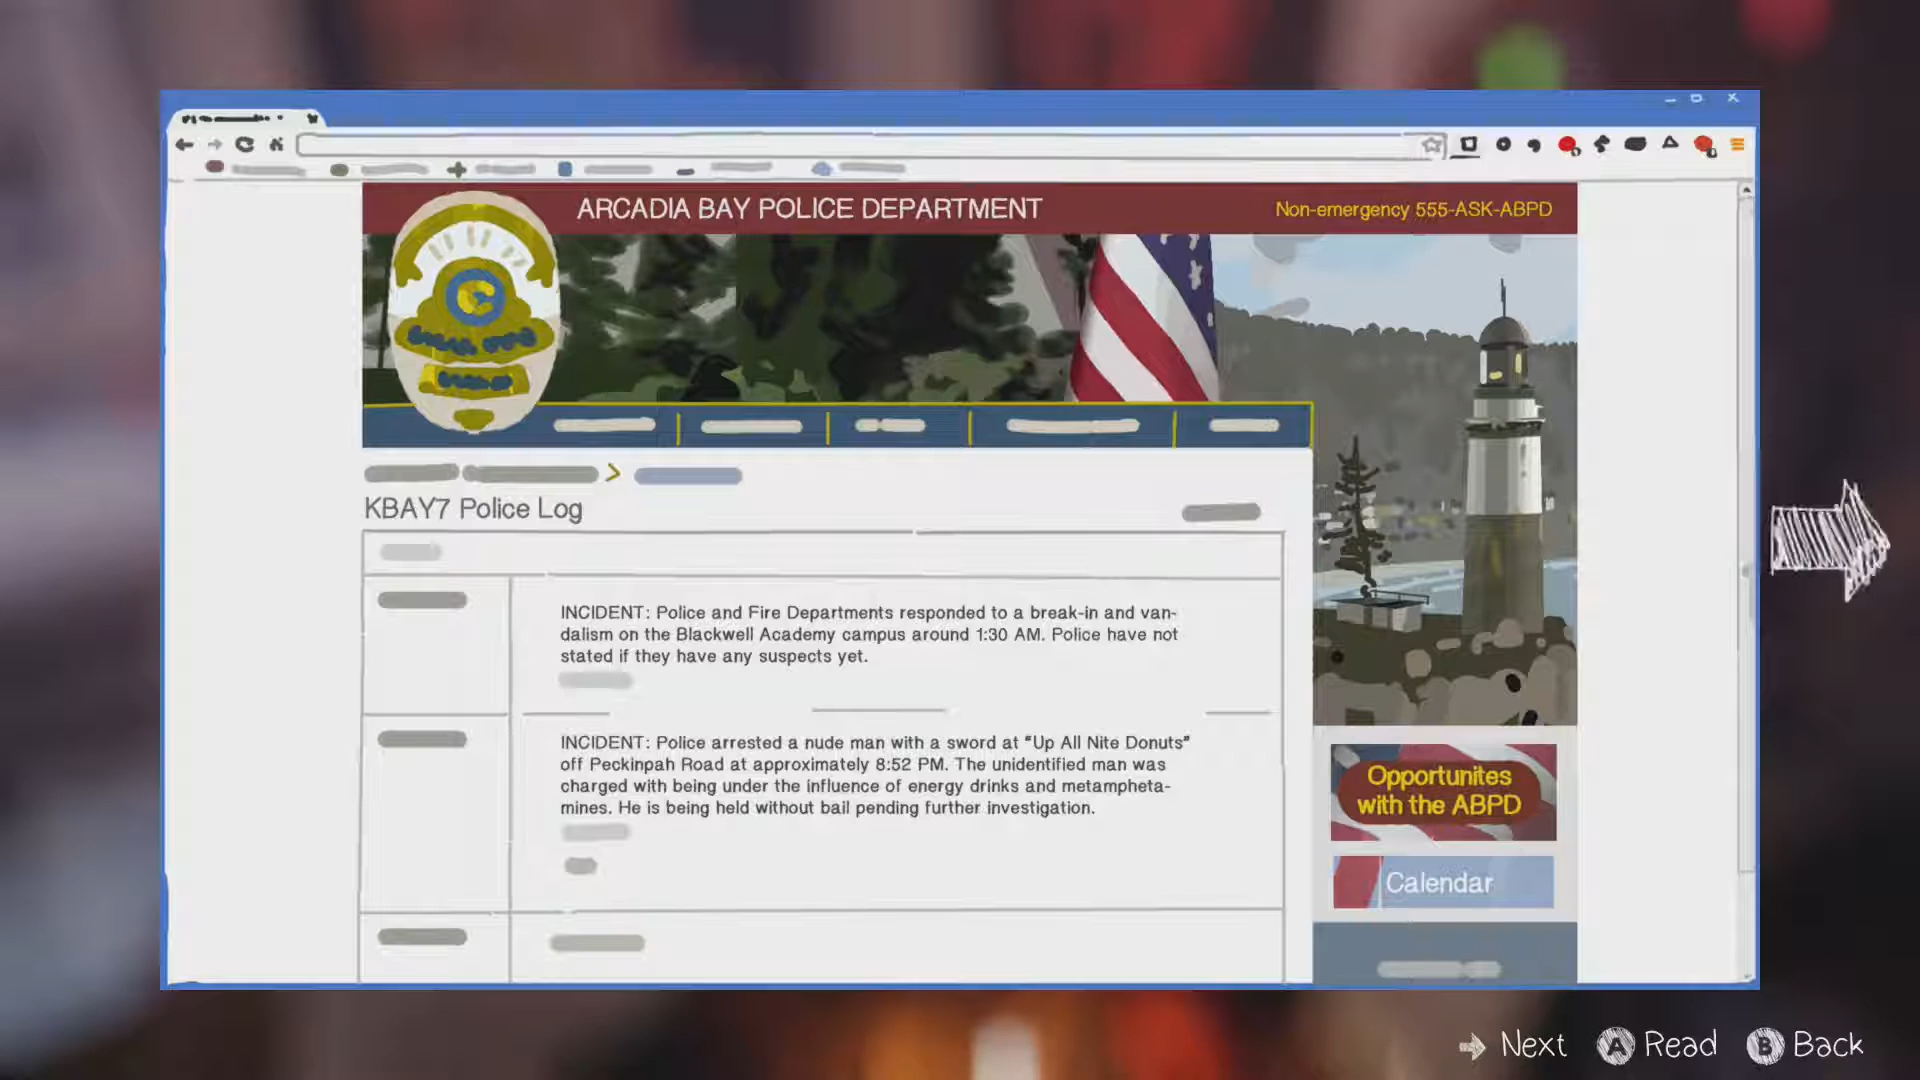 ARCADIA BAY POLICE DEPARTMENT
Non-emergency 555-ASK-ABPD
KBAY7 Police Log
INCIDENT: Police and Fire Departments responded to a break-in and van-
dalism on the Blackwell Academy campus around 1:30 AM. Police have not
stated if they have any suspects yet.
INCIDENT: Police arrested a nude man with a sword at "Up All Nite Donuts"
off Peckinpah Road at approximately 8:52 PM. The unidentified man was
charged with being under the influence of energy drinks and metampheta-
mines. He is being held without bail pending further investigation.
Opportunites
with the ABPD
Calendar
Next
A Read
B Back